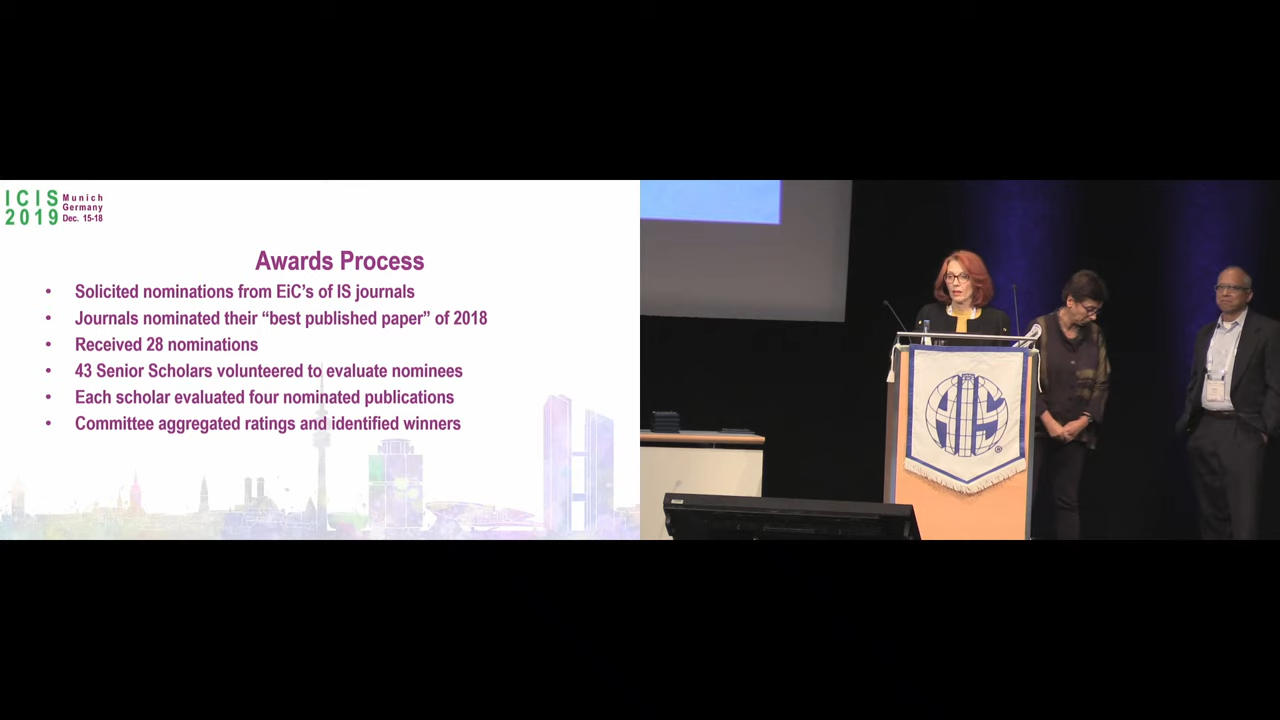 ICIS
2019
Munich
Germany
Dec. 15-18
Awards Process
• Solicited nominations from EiC’s of IS journals
• Journals nominated their “best published paper” of 2018
• Received 28 nominations
• 43 Senior Scholars volunteered to evaluate nominees
• Each scholar evaluated four nominated publications
• Committee aggregated ratings and identified winners
AIS
®